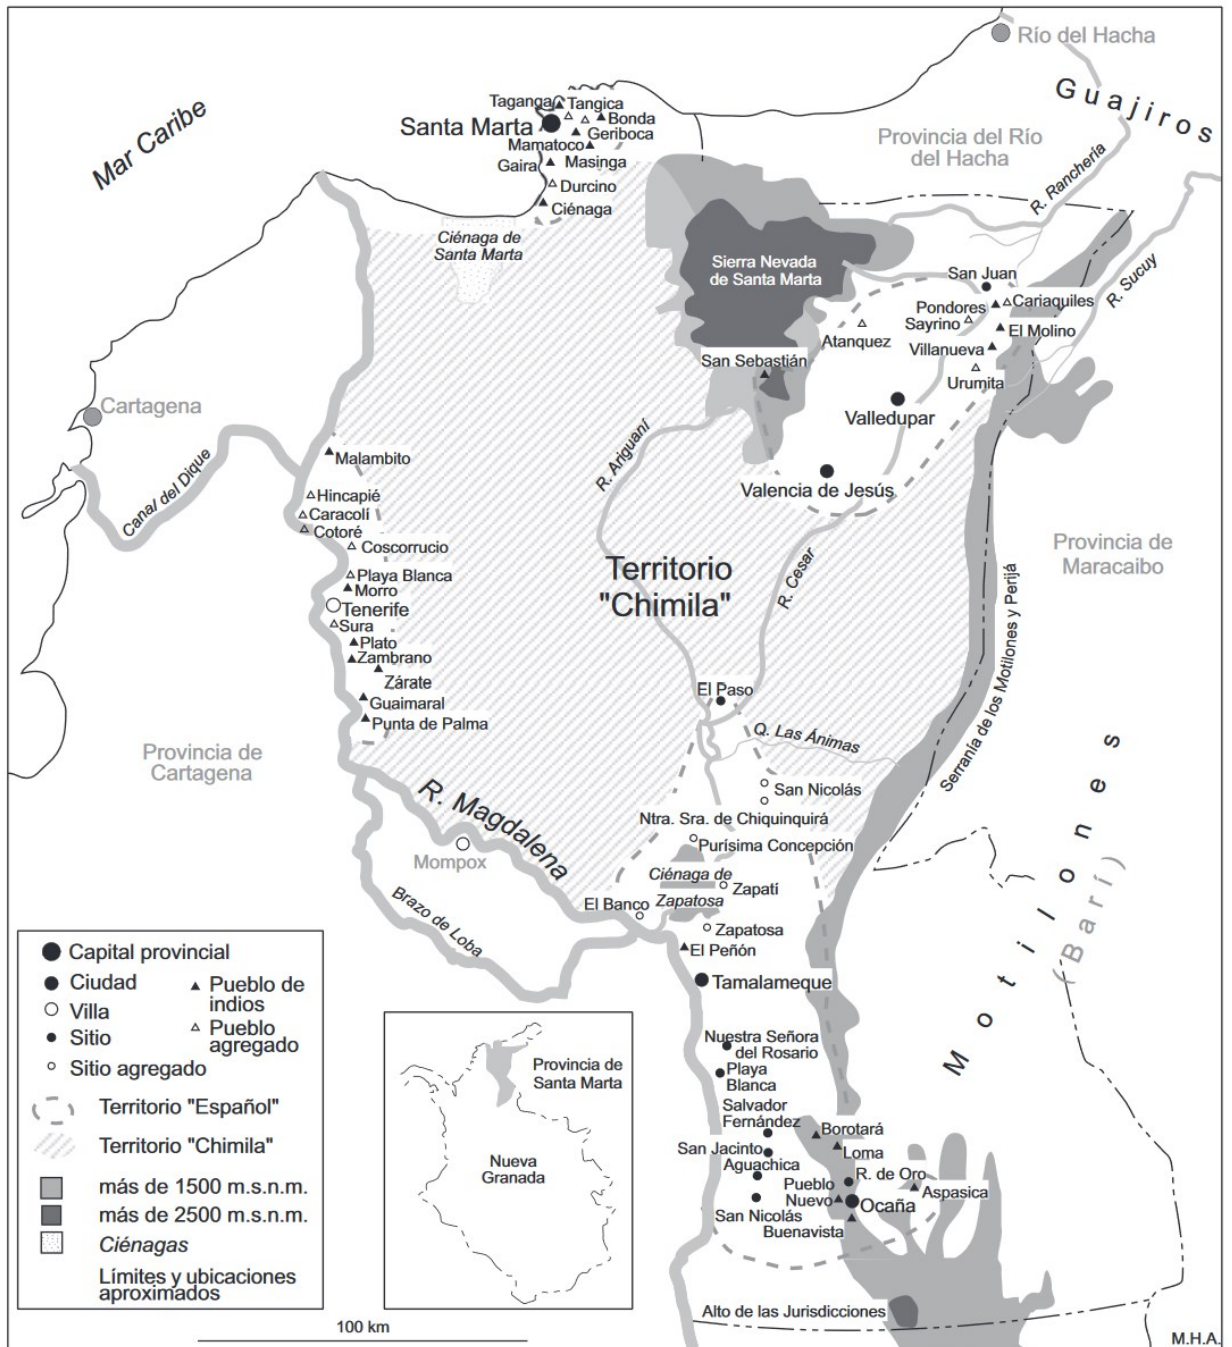 Río del Hacha
Guajiros
Mar Caribe
Taganga
Tangica
Santa Marta
Bonda
Geriboca
Mamatoco
Gaira
Masinga
Durcino
Ciénaga
Provincia del Río
del Hacha
R. Ranchería
R. Sucuy
Ciénaga de
Santa Marta
Sierra Nevada
de Santa Marta
San Juan
Pondores
Cariaquiles
Sayrino
El Molino
Atanquez
Villanueva
Urumita
San Sebastián
Cartagena
Valledupar
R. Ariguaní
Valencia de Jesús
Malambito
Canal del Dique
Hincapié
Caracolí
Cotoré
Coscorrucio
Playa Blanca
Morro
Tenerife
Sura
Plato
Zambrano
Zárate
Guaimaral
Punta de Palma
Territorio
"Chimila"
R. Cesar
Provincia de
Maracaibo
El Paso
Q. Las Ánimas
Serranía de los Motilones y Perijá
Provincia de
Cartagena
San Nicolás
Ntra. Sra. de Chiquinquirá
Purísima Concepción
R. Magdalena
Mompox
Ciénaga de
Zapatosa
Zapatí
El Banco
Zapatosa
Brazo de Loba
El Peñón
Tamalameque
Motilones
(Barí)
Nuestra Señora
del Rosario
Playa
Blanca
Salvador
Fernández
Borotará
San Jacinto
Loma
Aguachica
R. de Oro
Pueblo
Nuevo
Aspasica
Ocaña
San Nicolás
Buenavista
Alto de las Jurisdicciones
Capital provincial
Ciudad
Villa
Sitio
Sitio agregado
Pueblo de
indios
Pueblo
agregado
Territorio "Español"
Territorio "Chimila"
más de 1500 m.s.n.m.
más de 2500 m.s.n.m.
Ciénagas
Límites y ubicaciones
aproximados
Provincia de
Santa Marta
Nueva
Granada
100 km
M.H.A.